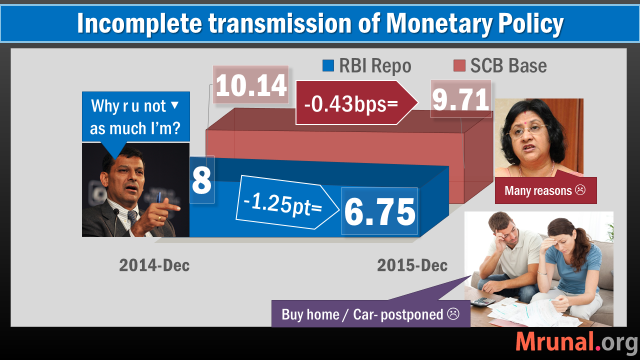 Incomplete transmission of Monetary Policy
RBI Repo
SCB Base
10.14
-0.43bps=
9.71
Why r u not ▼
as much I'm?
8
-1.25pt=
6.75
Many reasons ☹
2014-Dec
2015-Dec
Buy home / Car- postponed ☹
Mrunal.org